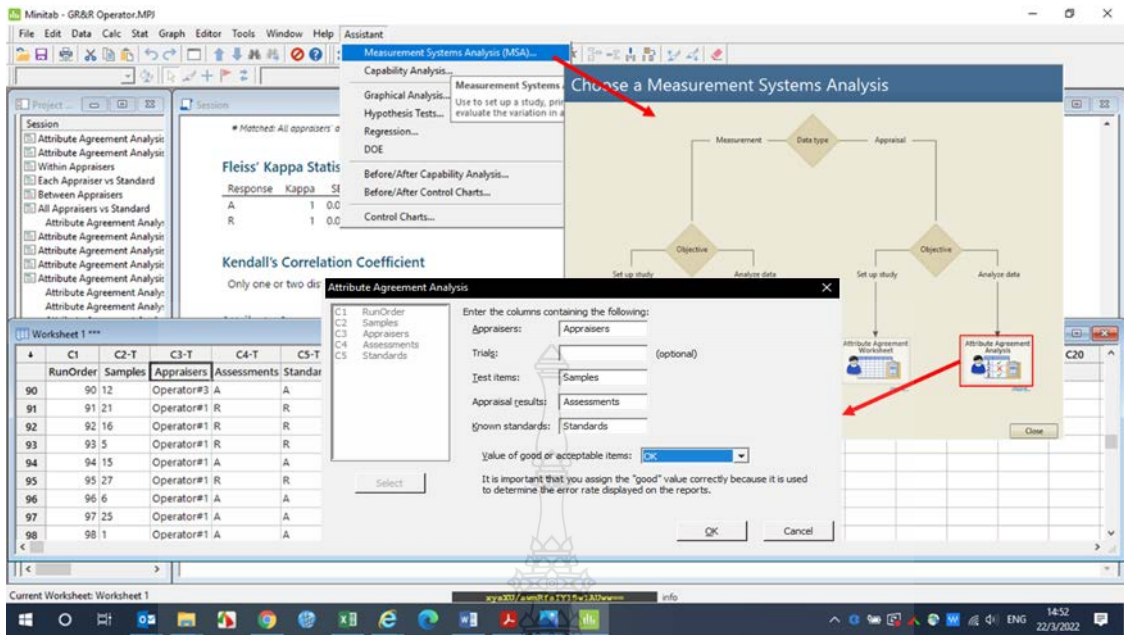 Minitab - GR&R Operator.MPJ
File Edit Data Calc Stat Graph Editor Tools Window Help Assistant
Measurement Systems Analysis (MSA)...
Capability Analysis...
Graphical Analysis...
Hypothesis Tests...
Regression...
DOE
Before/After Capability Analysis...
Before/After Control Charts...
Control Charts...
Measurement Systems
Use to set up a study, prin
evaluate the variation in a
Choose a Measurement Systems Analysis
Measurement Data type Appraisal
Objective Objective
Set up study Analyze data Set up study Analyze data
Attribute Agreement Worksheet
Attribute Agreement Analysis
more...
Close
Project ...
Session
Attribute Agreement Analysis
Attribute Agreement Analysis
Within Appraisers
Each Appraiser vs Standard
Between Appraisers
All Appraisers vs Standard
Attribute Agreement Analy
Attribute Agreement Analysis
Attribute Agreement Analysis
Attribute Agreement Analysis
Attribute Agreement Analysis
Attribute Agreement Analy
Attribute Agreement Analy
Session
# Matched: All appraisers' a
Fleiss' Kappa Statis
Response Kappa SE
A 1 0.0
R 1 0.0
Kendall's Correlation Coefficient
Only one or two dis
Attribute Agreement Analysis
C1 RunOrder
C2 Samples
C3 Appraisers
C4 Assessments
C5 Standards
Select
Enter the columns containing the following:
Appraisers: Appraisers
Trials: (optional)
Test items: Samples
Appraisal results: Assessments
Known standards: Standards
Value of good or acceptable items: OK
It is important that you assign the "good" value correctly because it is used
to determine the error rate displayed on the reports.
OK Cancel
Worksheet 1 ***
C1 C2-T C3-T C4-T C5-T C20
RunOrder Samples Appraisers Assessments Standar
90 90 12 Operator#3 A A
91 91 21 Operator#1 R R
92 92 16 Operator#1 R R
93 93 5 Operator#1 R R
94 94 15 Operator#1 A A
95 95 27 Operator#1 R R
96 96 6 Operator#1 A A
97 97 25 Operator#1 A A
98 98 1 Operator#1 A A
Current Worksheet: Worksheet 1
info
ENG
14:52
22/3/2022